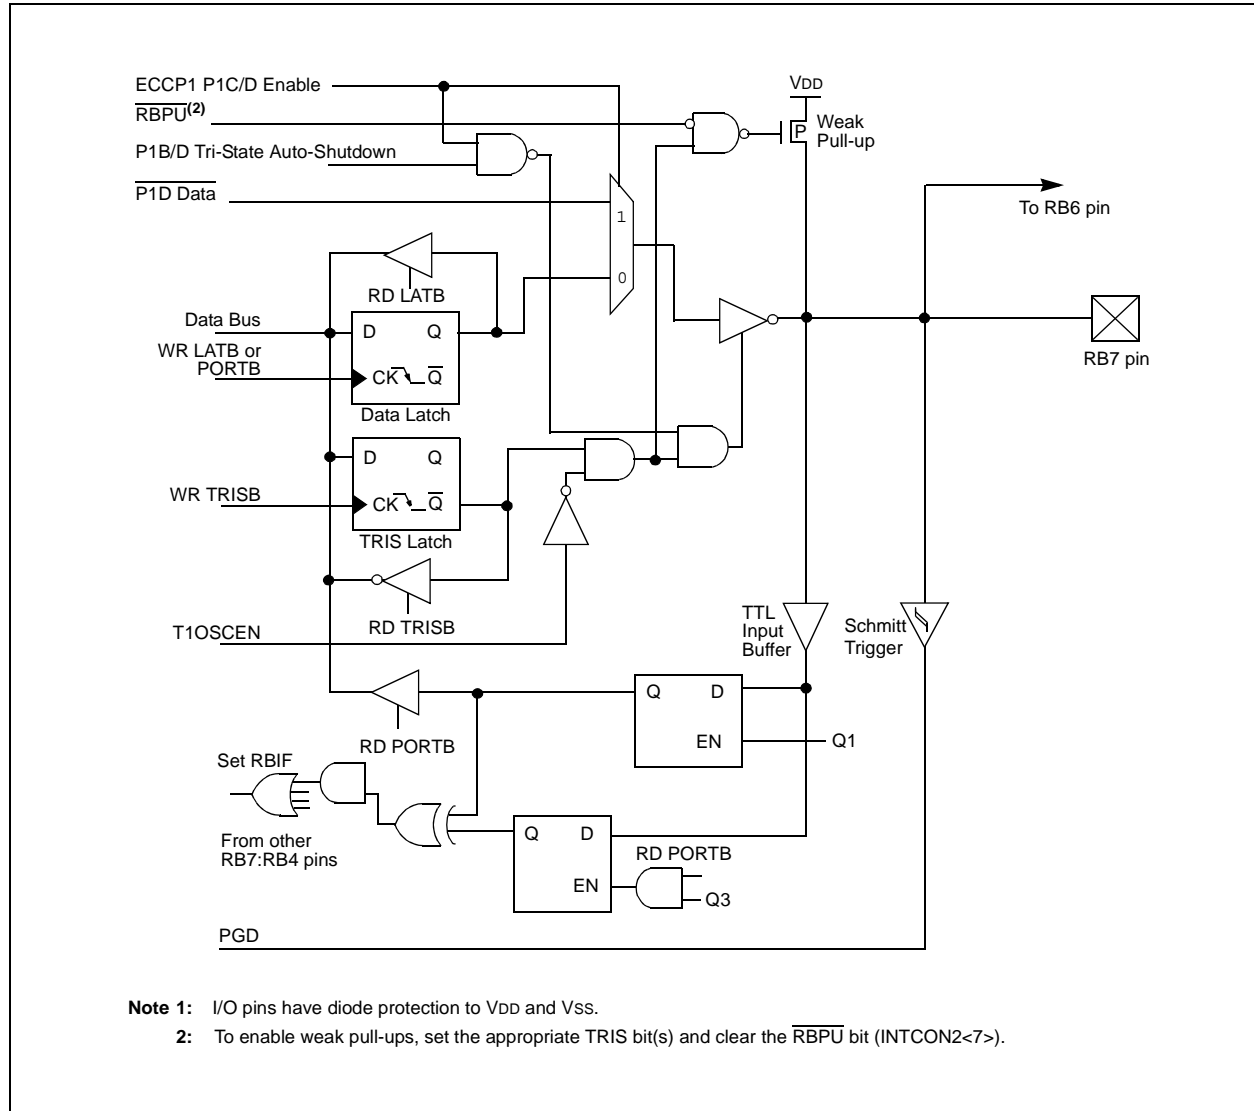 ECCP1 P1C/D Enable
RBPU(2)
P1B/D Tri-State Auto-Shutdown
P1D Data
VDD
P
Weak
Pull-up
To RB6 pin
1
0
RD LATB
Data Bus
WR LATB or
PORTB
D Q
CK Q
Data Latch
RB7 pin
D Q
WR TRISB
CK Q
TRIS Latch
RD TRISB
T1OSCEN
TTL
Input
Buffer
Schmitt
Trigger
Q D
EN
Q1
RD PORTB
Set RBIF
From other
RB7:RB4 pins
Q D
EN
RD PORTB
Q3
PGD
Note 1: I/O pins have diode protection to VDD and VSS.
2: To enable weak pull-ups, set the appropriate TRIS bit(s) and clear the RBPU bit (INTCON2<7>).